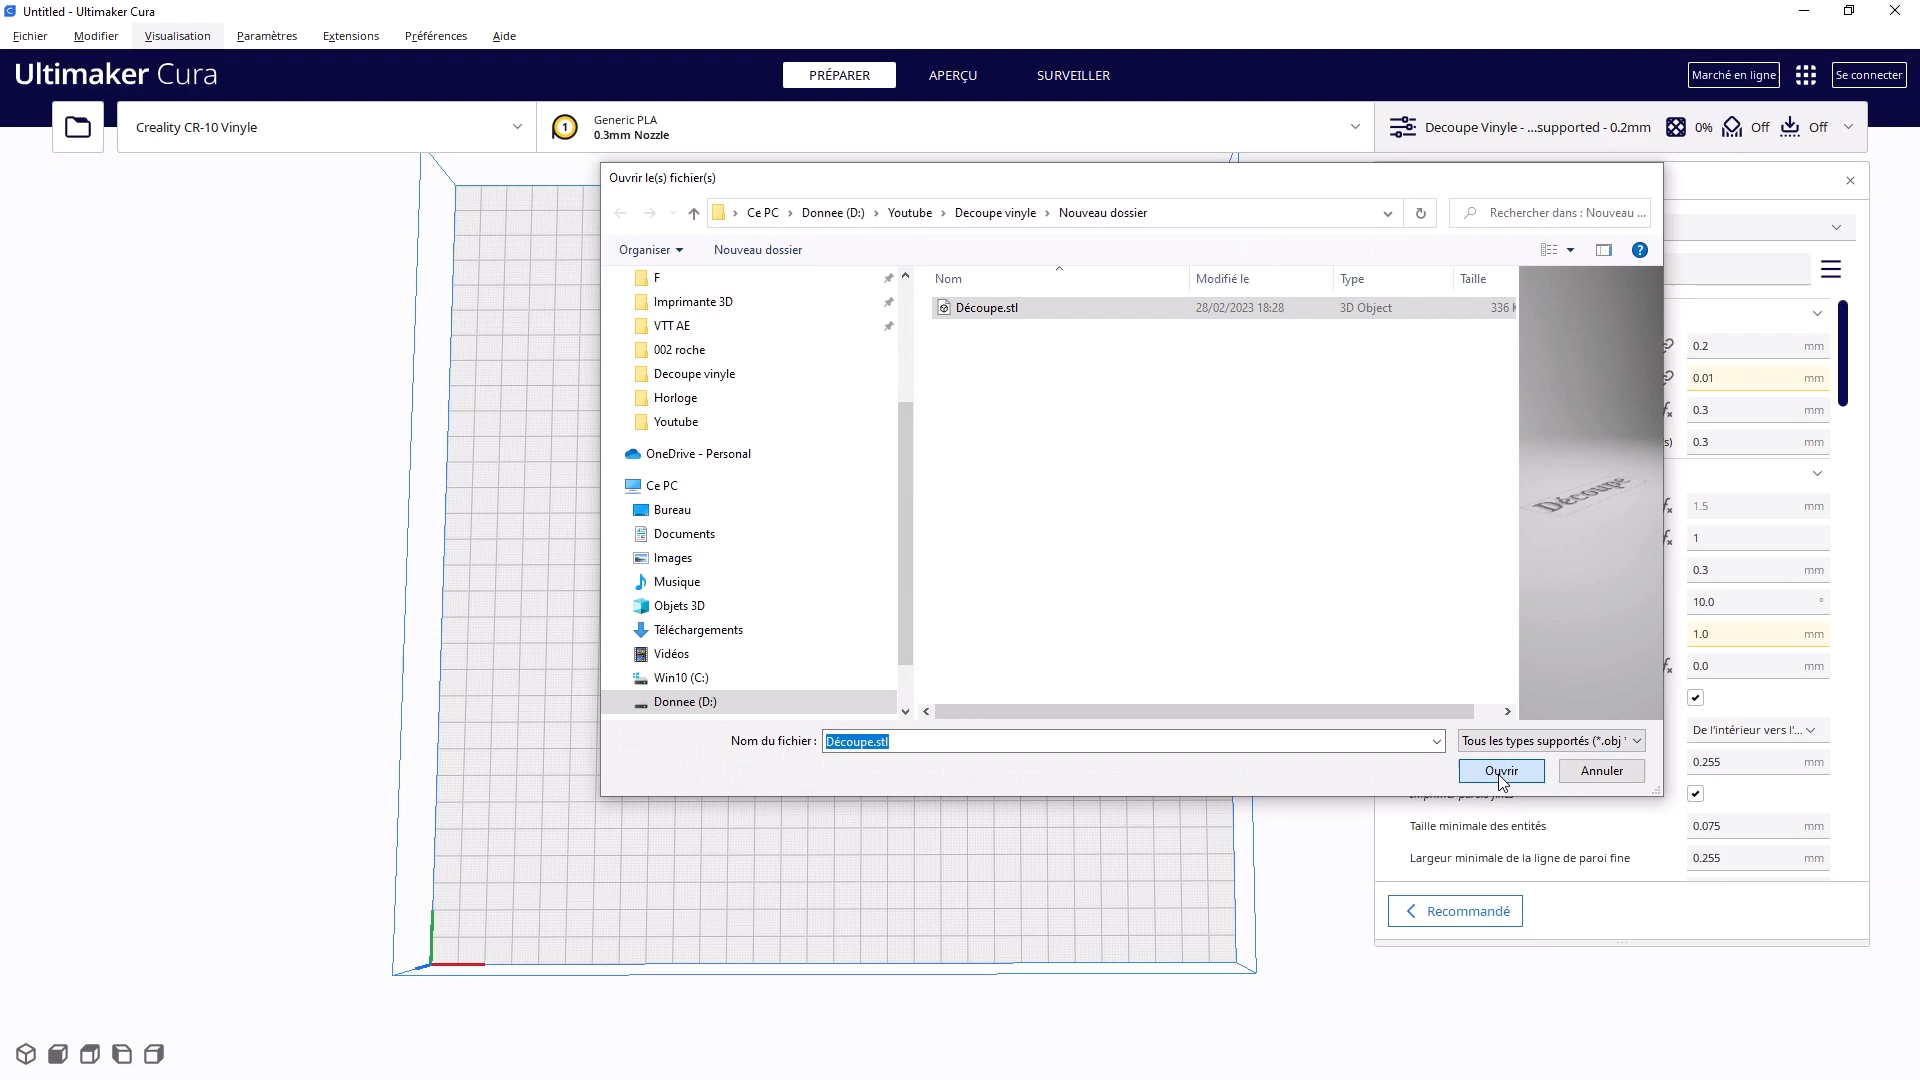 Untitled - Ultimaker Cura
Fichier Modifier Visualisation Paramètres Extensions Préférences Aide
Ultimaker Cura
PRÉPARER APERÇU SURVEILLER
Marché en ligne Se connecter
Creality CR-10 Vinyle
1
Generic PLA
0.3mm Nozzle
Decoupe Vinyle - ...supported - 0.2mm 0% Off Off
Ouvrir le(s) fichier(s)
Ce PC > Donnee (D:) > Youtube > Decoupe vinyle > Nouveau dossier
Rechercher dans : Nouveau ...
Organiser Nouveau dossier
F
Imprimante 3D
VTT AE
002 roche
Decoupe vinyle
Horloge
Youtube
OneDrive - Personal
Ce PC
Bureau
Documents
Images
Musique
Objets 3D
Téléchargements
Vidéos
Win10 (C:)
Donnee (D:)
Nom Modifié le Type Taille
Découpe.stl 28/02/2023 18:28 3D Object 336
Découpe
Nom du fichier : Découpe.stl
Tous les types supportés (*.obj
Ouvrir Annuler
0.2 mm
0.01 mm
0.3 mm
s) 0.3 mm
1.5 mm
1
0.3 mm
10.0 °
1.0 mm
0.0 mm
De l'intérieur vers l'...
0.255 mm
Taille minimale des entités 0.075 mm
Largeur minimale de la ligne de paroi fine 0.255 mm
Recommandé